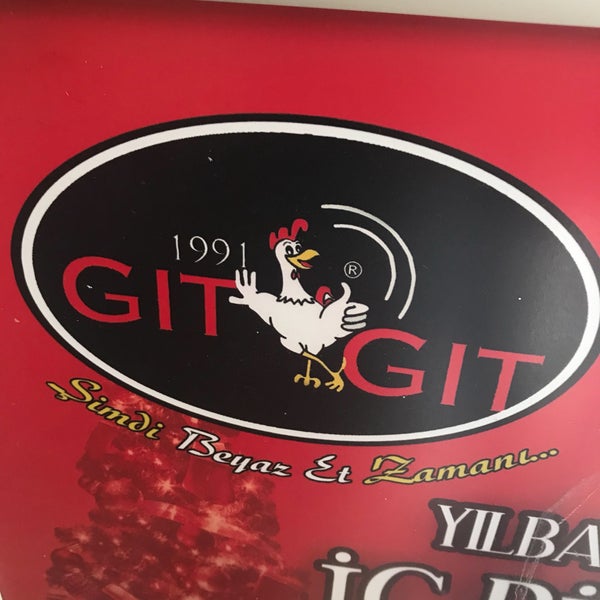 1991
GIT GIT
®
Şimdi Beyaz Et Zamanı...